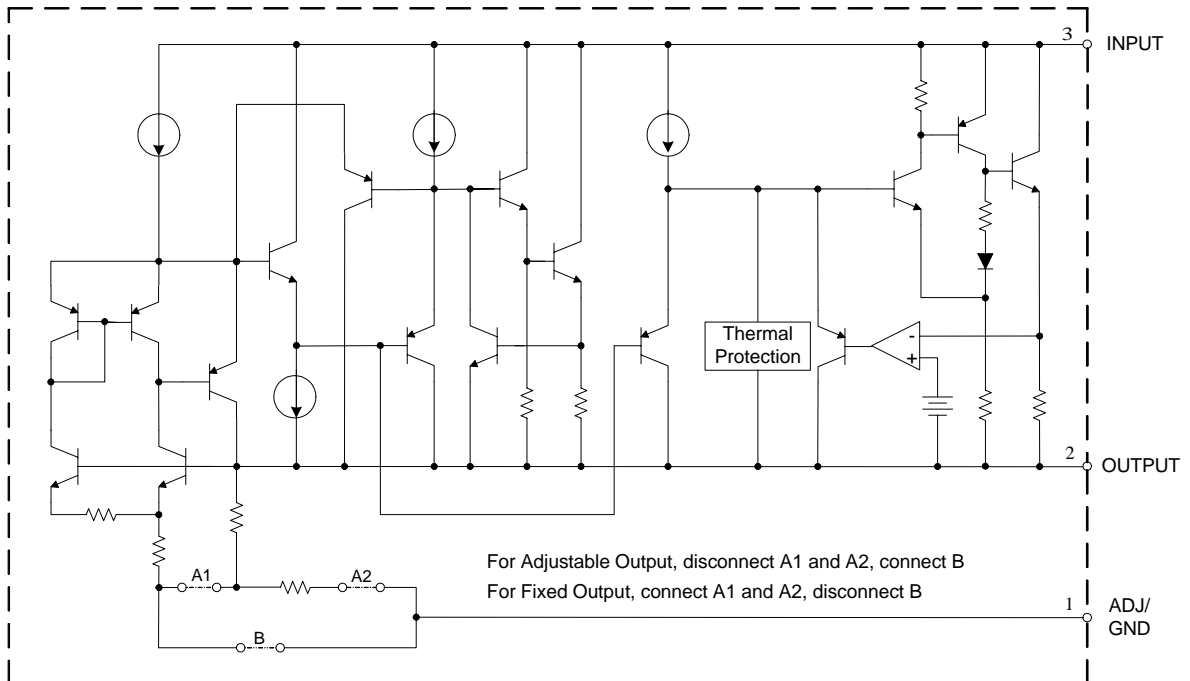 3
INPUT
Thermal
Protection
-
+
2
OUTPUT
For Adjustable Output, disconnect A1 and A2, connect B
For Fixed Output, connect A1 and A2, disconnect B
A1
A2
B
1
ADJ/
GND